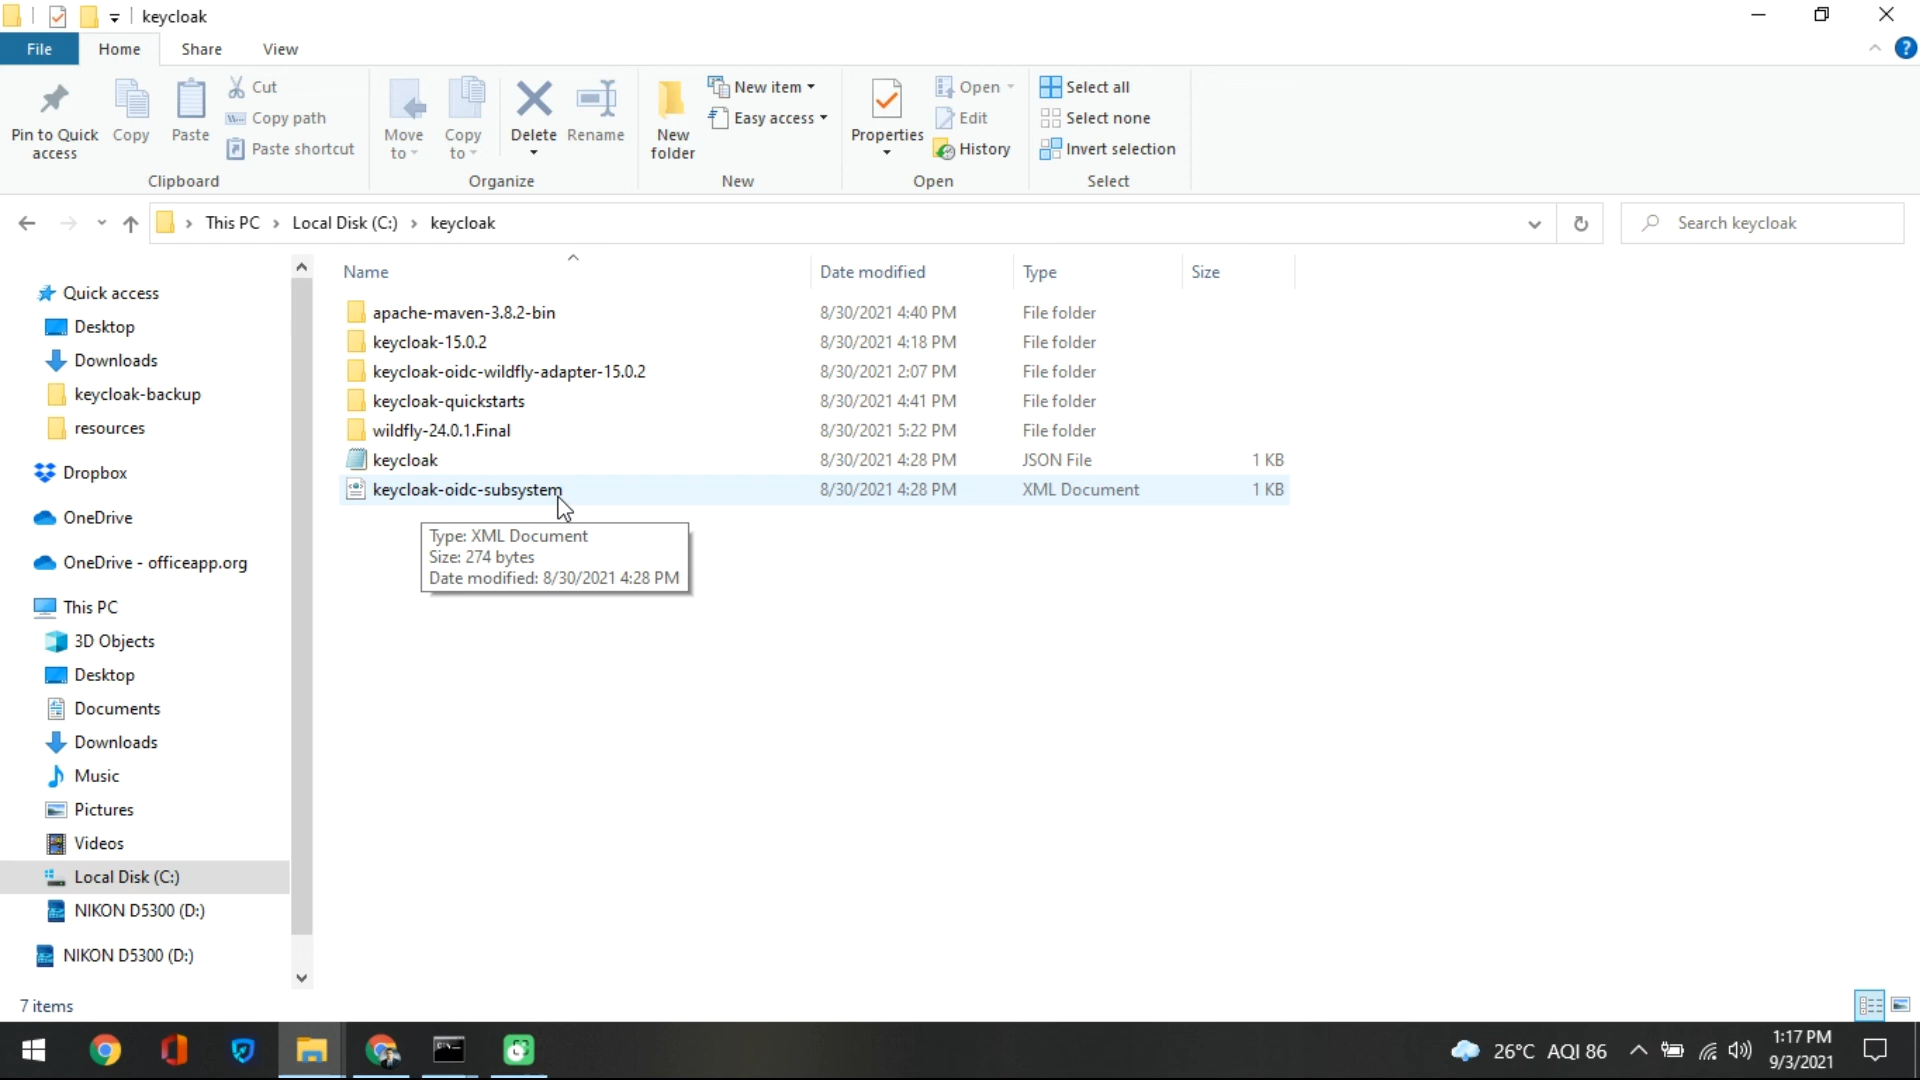 keycloak
File Home Share View
Pin to Quick access
Copy
Paste
Cut
Copy path
Paste shortcut
Clipboard
Move to
Copy to
Delete
Rename
Organize
New folder
New item
Easy access
New
Properties
Open
Edit
History
Open
Select all
Select none
Invert selection
Select
This PC › Local Disk (C:) › keycloak
Search keycloak
Quick access
Desktop
Downloads
keycloak-backup
resources
Dropbox
OneDrive
OneDrive - officeapp.org
This PC
3D Objects
Desktop
Documents
Downloads
Music
Pictures
Videos
Local Disk (C:)
NIKON D5300 (D:)
NIKON D5300 (D:)
Name Date modified Type Size
apache-maven-3.8.2-bin 8/30/2021 4:40 PM File folder
keycloak-15.0.2 8/30/2021 4:18 PM File folder
keycloak-oidc-wildfly-adapter-15.0.2 8/30/2021 2:07 PM File folder
keycloak-quickstarts 8/30/2021 4:41 PM File folder
wildfly-24.0.1.Final 8/30/2021 5:22 PM File folder
keycloak 8/30/2021 4:28 PM JSON File 1 KB
keycloak-oidc-subsystem 8/30/2021 4:28 PM XML Document 1 KB
Type: XML Document
Size: 274 bytes
Date modified: 8/30/2021 4:28 PM
7 items
26°C AQI 86
1:17 PM
9/3/2021